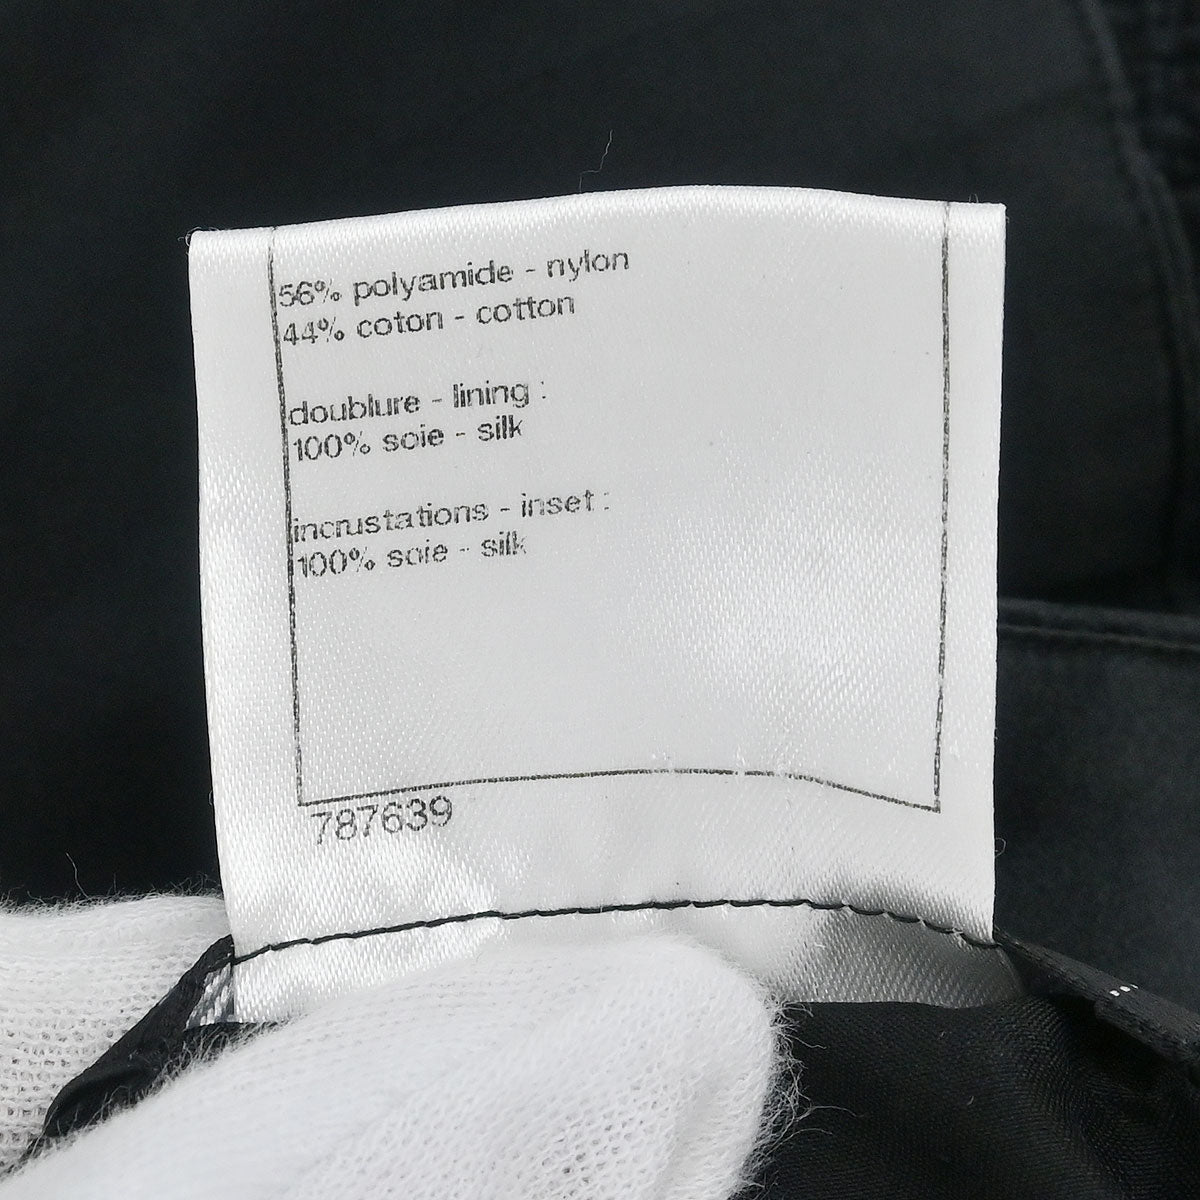 56% polyamide - nylon
44% coton - cotton
doublure - lining :
100% soie - silk
incrustations - inset :
100% soie - silk
787639